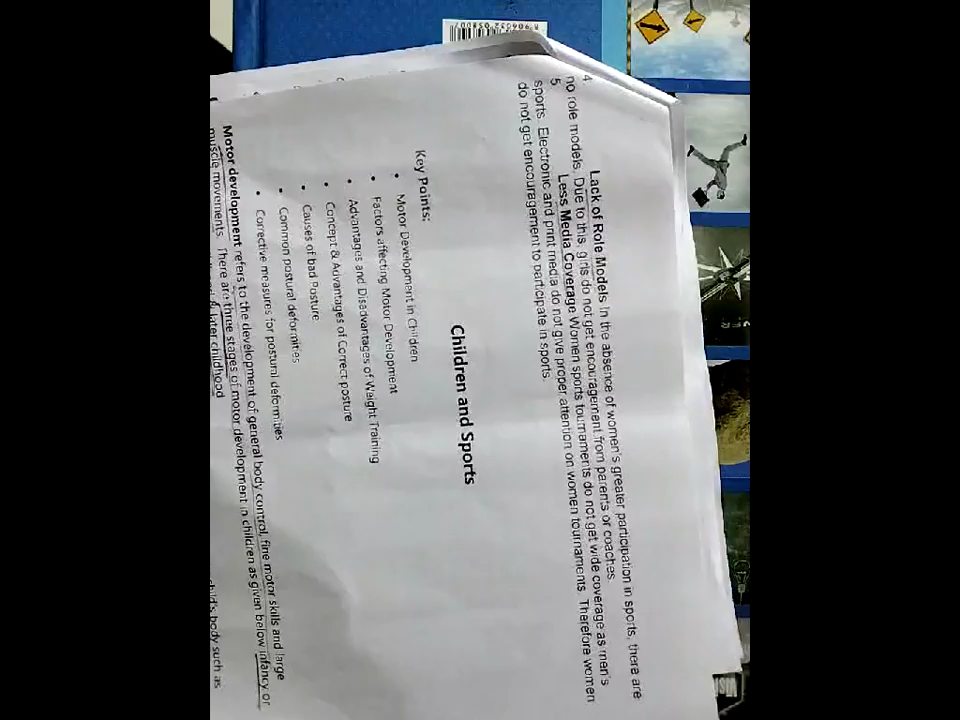 4.
Lack of Role Models In the absence of women's greater participation in sports, there are
no role models. Due to this, girls do not get encouragement from parents or coaches.
5
Less Media Coverage Women sports tournaments do not get wide coverage as men's
sports. Electronic and print media do not give proper attention on women tournaments. Therefore women
do not get encouragement to participate in sports.
Children and Sports
Key Points:
• Motor Development in Children
• Factors affecting Motor Development
• Advantages and Disadvantages of Weight Training
• Concept & Advantages of Correct posture
• Causes of bad Posture
• Common postural deformities
• Corrective measures for postural deformities
Motor development refers to the development of general body control, fine motor skills and large
muscle movements. There are three stages of motor development in children as given below infancy or
& later childhood
child's body such as